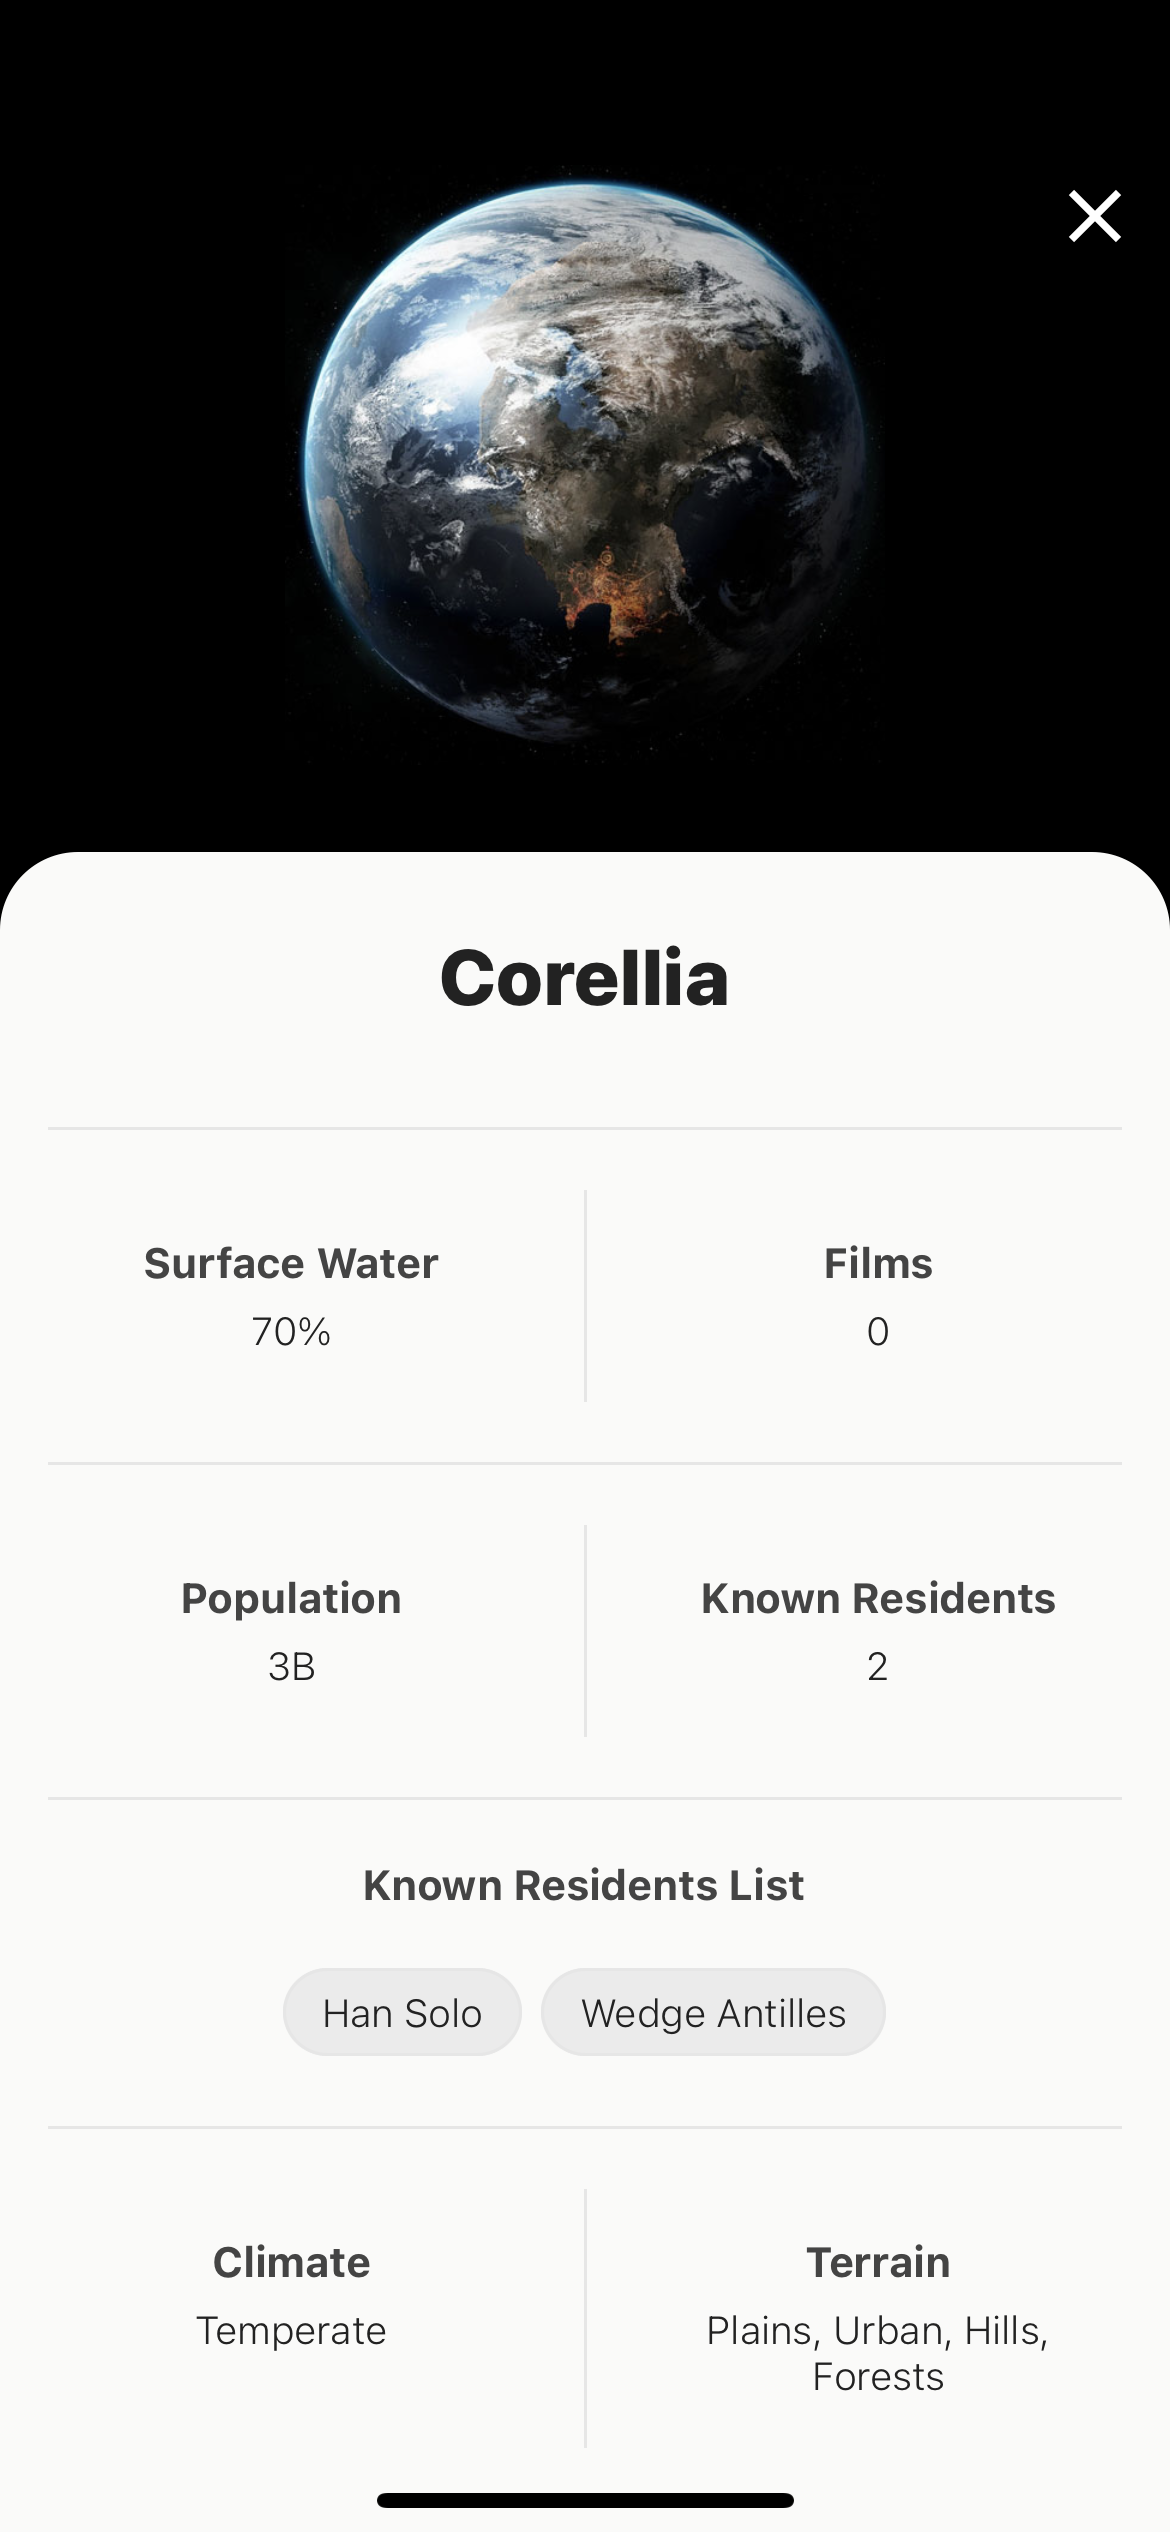 Corellia
Surface Water
70%
Films
0
Population
3B
Known Residents
2
Known Residents List
Han Solo
Wedge Antilles
Climate
Temperate
Terrain
Plains, Urban, Hills,
Forests